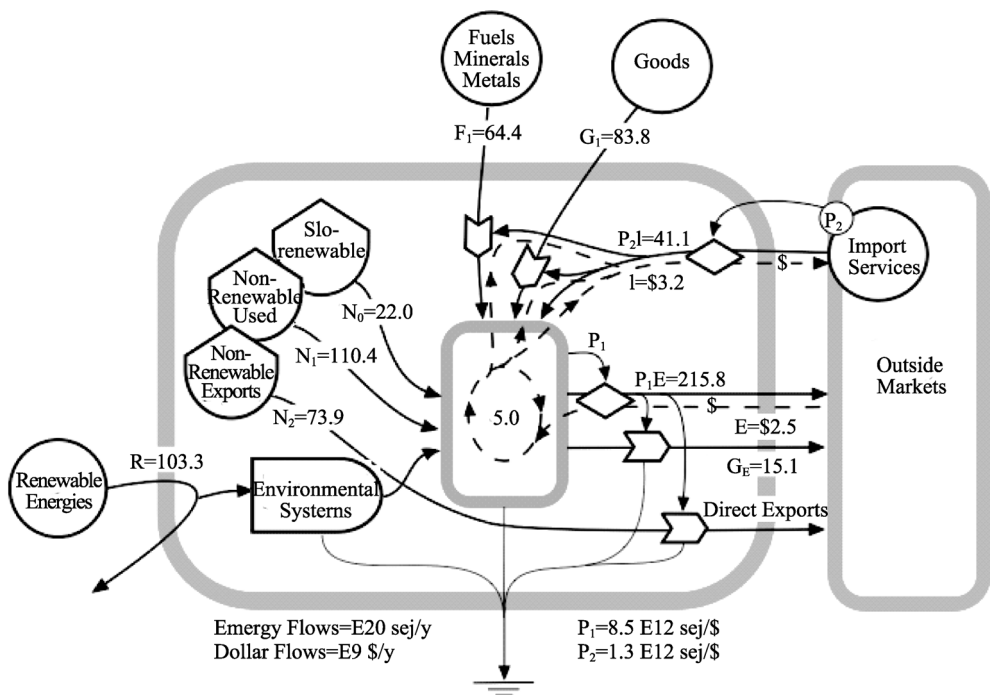 Fuels
Minerals
Metals
Goods
F₁=64.4
G₁=83.8
Slo-
renewable
Non-
Renewable
Used
Non-
Renewable
Exports
N₀=22.0
N₁=110.4
N₂=73.9
P₂I=41.1
I=$3.2
$
P₂
Import
Services
Outside
Markets
P₁
5.0
P₁E=215.8
$
E=$2.5
G_E=15.1
Direct Exports
R=103.3
Renewable
Energies
Environmental
Systems
Emergy Flows=E20 sej/y
Dollar Flows=E9 $/y
P₁=8.5 E12 sej/$
P₂=1.3 E12 sej/$